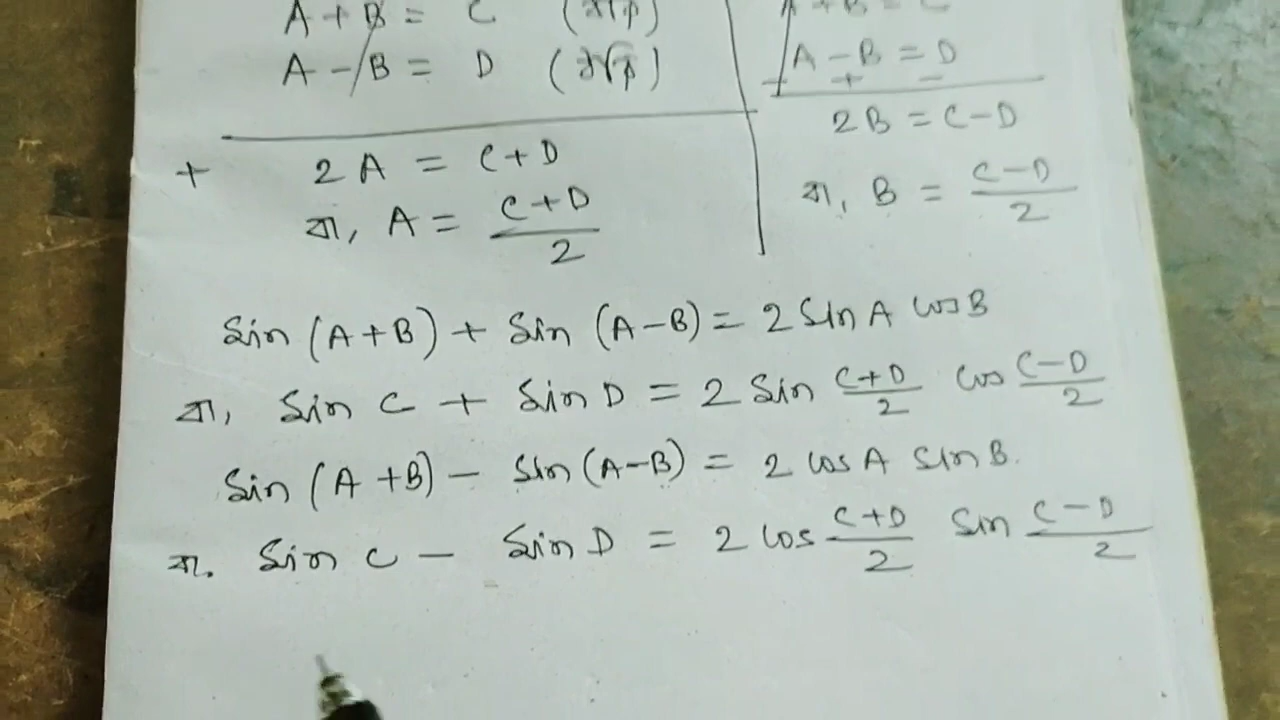 A + B = C (ধরি)
A - B = D (ধরি)
+ 2A = C+D
বা, A = C+D/2
A + B = C
A - B = D
- + -
2B = C-D
বা, B = C-D/2
Sin (A+B) + Sin (A-B) = 2 Sin A Cos B
বা, Sin C + Sin D = 2 Sin C+D/2 Cos C-D/2
Sin (A+B) - Sin (A-B) = 2 Cos A Sin B.
বা. Sin C - Sin D = 2 Cos C+D/2 Sin C-D/2